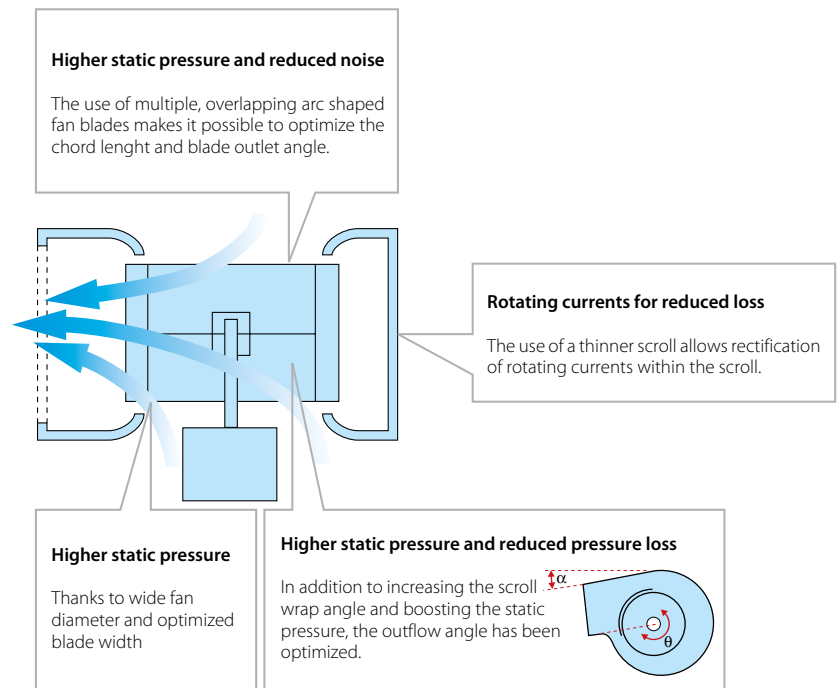 Higher static pressure and reduced noise
The use of multiple, overlapping arc shaped
fan blades makes it possible to optimize the
chord lenght and blade outlet angle.
Rotating currents for reduced loss
The use of a thinner scroll allows rectification
of rotating currents within the scroll.
Higher static pressure
Thanks to wide fan
diameter and optimized
blade width
Higher static pressure and reduced pressure loss
In addition to increasing the scroll
wrap angle and boosting the static
pressure, the outflow angle has been
optimized.
α
θ